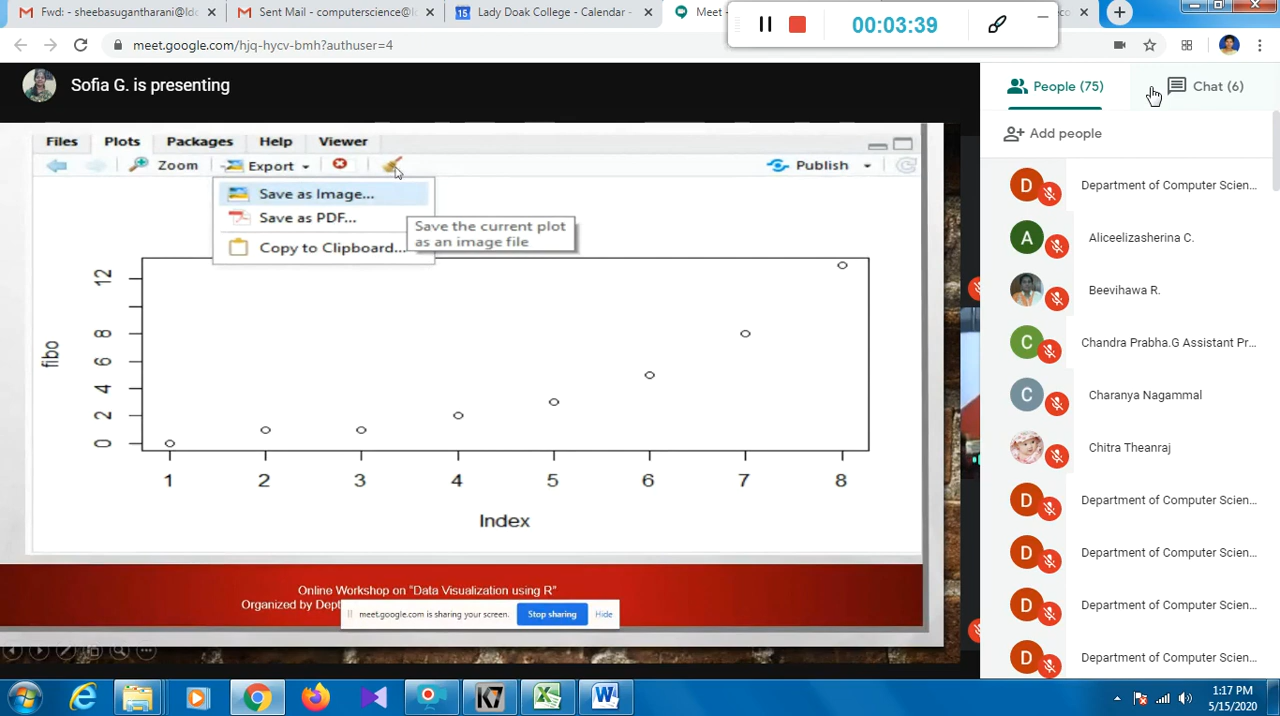 Fwd: - sheebasugantharani@ldc
Sent Mail - computerscience@l
15 Lady Doak College - Calendar -
Meet -
00:03:39
meet.google.com/hjq-hycv-bmh?authuser=4
Sofia G. is presenting
People (75)
Chat (6)
Add people
Files Plots Packages Help Viewer
Zoom Export Publish
Save as Image...
Save as PDF...
Copy to Clipboard...
Save the current plot
as an image file
12
8
6
4
2
0
fibo
1 2 3 4 5 6 7 8
Index
Online Workshop on "Data Visualization using R"
Organized by Dept
meet.google.com is sharing your screen. Stop sharing Hide
D Department of Computer Scien...
A Aliceelizasherina C.
Beevihawa R.
C Chandra Prabha.G Assistant Pr...
C Charanya Nagammal
Chitra Theanraj
D Department of Computer Scien...
D Department of Computer Scien...
D Department of Computer Scien...
D Department of Computer Scien...
K7
1:17 PM
5/15/2020